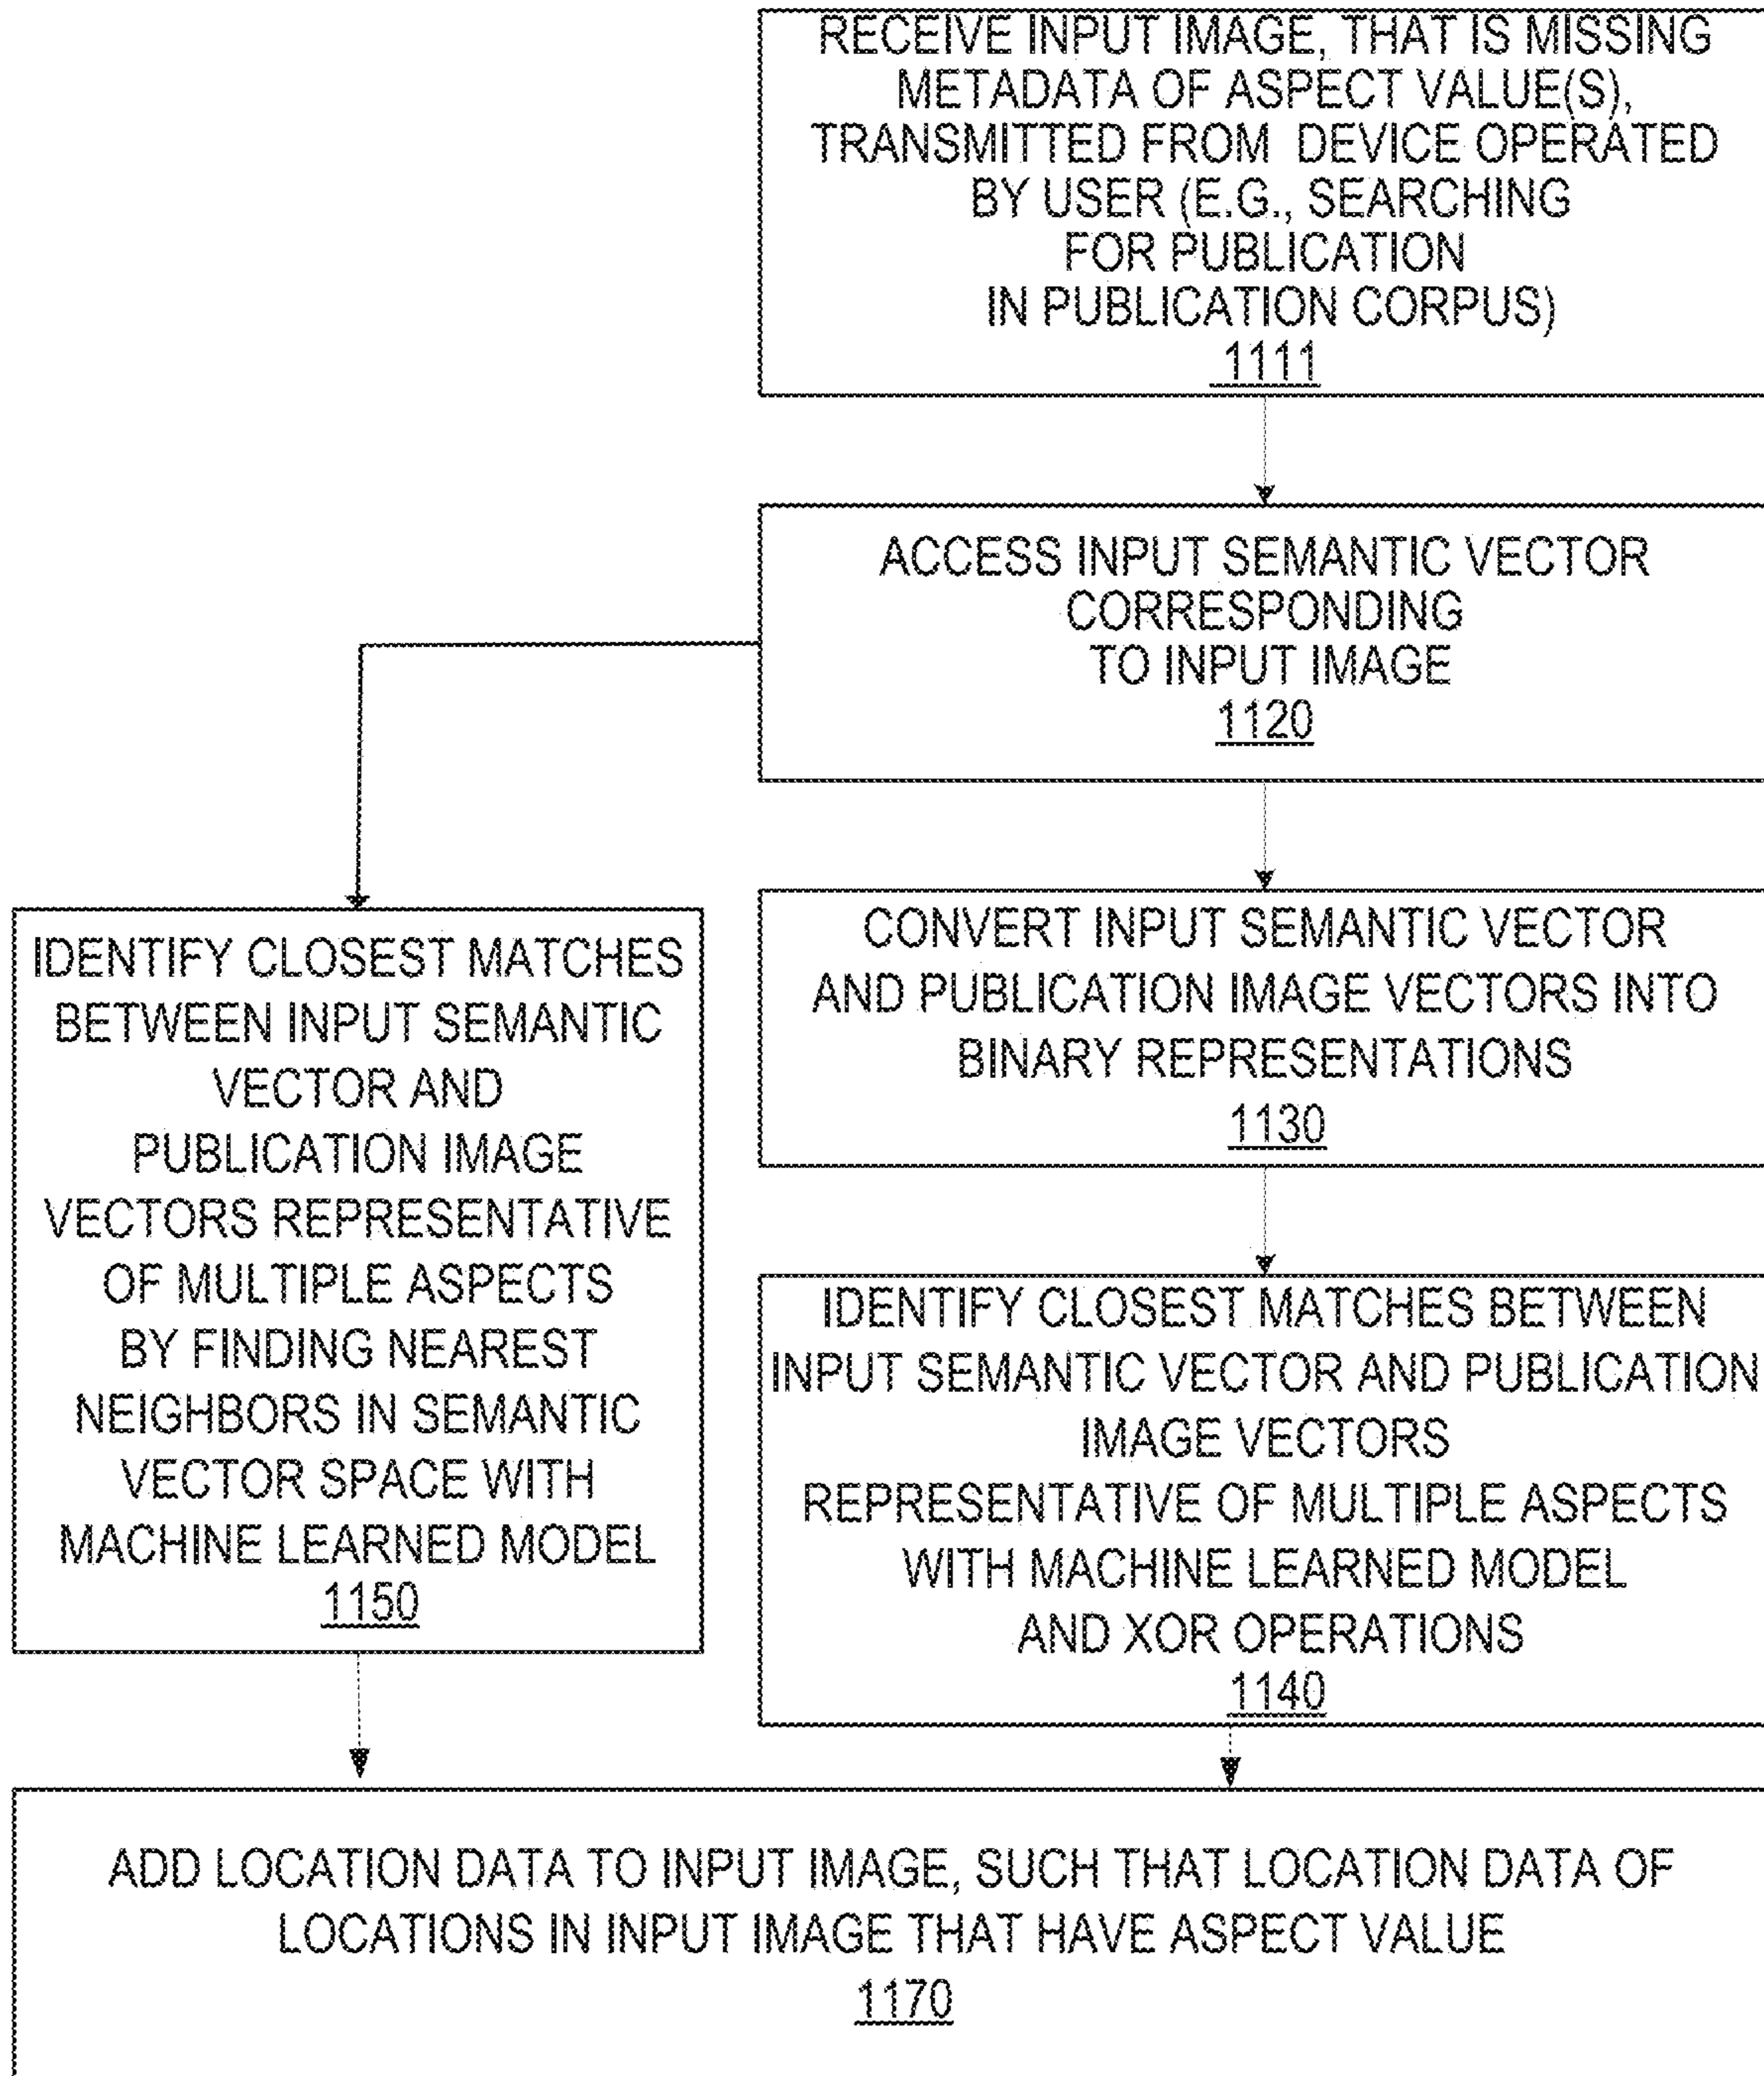 RECEIVE INPUT IMAGE, THAT IS MISSING
METADATA OF ASPECT VALUE(S),
TRANSMITTED FROM DEVICE OPERATED
BY USER (E.G., SEARCHING
FOR PUBLICATION
IN PUBLICATION CORPUS)
1111
ACCESS INPUT SEMANTIC VECTOR
CORRESPONDING
TO INPUT IMAGE
1120
CONVERT INPUT SEMANTIC VECTOR
AND PUBLICATION IMAGE VECTORS INTO
BINARY REPRESENTATIONS
1130
IDENTIFY CLOSEST MATCHES BETWEEN
INPUT SEMANTIC VECTOR AND PUBLICATION
IMAGE VECTORS
REPRESENTATIVE OF MULTIPLE ASPECTS
WITH MACHINE LEARNED MODEL
AND XOR OPERATIONS
1140
IDENTIFY CLOSEST MATCHES
BETWEEN INPUT SEMANTIC
VECTOR AND
PUBLICATION IMAGE
VECTORS REPRESENTATIVE
OF MULTIPLE ASPECTS
BY FINDING NEAREST
NEIGHBORS IN SEMANTIC
VECTOR SPACE WITH
MACHINE LEARNED MODEL
1150
ADD LOCATION DATA TO INPUT IMAGE, SUCH THAT LOCATION DATA OF
LOCATIONS IN INPUT IMAGE THAT HAVE ASPECT VALUE
1170